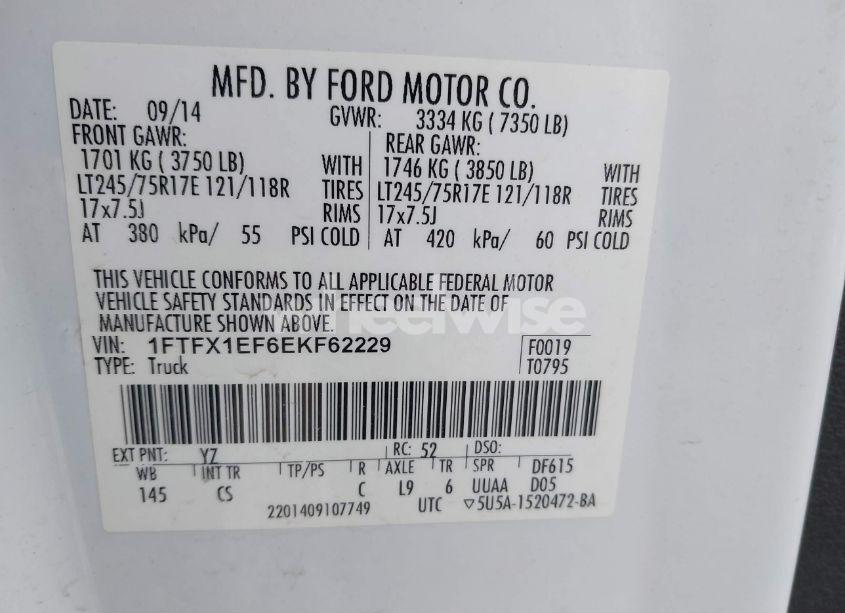 MFD. BY FORD MOTOR CO.
DATE: 09/14 GVWR: 3334 KG ( 7350 LB)
FRONT GAWR: REAR GAWR:
1701 KG ( 3750 LB) WITH 1746 KG ( 3850 LB) WITH
LT245/75R17E 121/118R TIRES LT245/75R17E 121/118R TIRES
17x7.5J RIMS 17x7.5J RIMS
AT 380 kPa/ 55 PSI COLD AT 420 kPa/ 60 PSI COLD
THIS VEHICLE CONFORMS TO ALL APPLICABLE FEDERAL MOTOR
VEHICLE SAFETY STANDARDS IN EFFECT ON THE DATE OF
MANUFACTURE SHOWN ABOVE.
wheelwise
VIN: 1FTFX1EF6EKF62229 F0019
TYPE: Truck T0795
EXT PNT: YZ RC: 52 DSO:
WB INT TR TP/PS R AXLE TR SPR DF615
145 CS C L9 6 UUAA D05
2201409107749 UTC ▽5U5A-1520472-BA